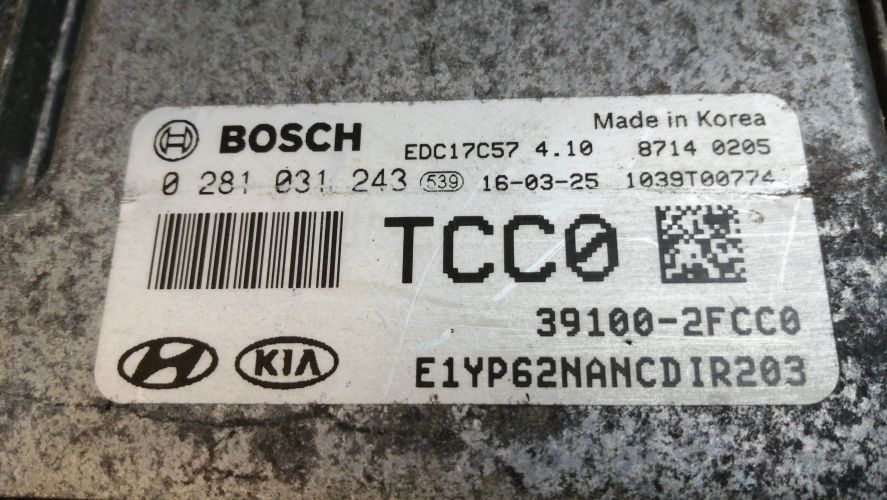 BOSCH EDC17C57 4.10 Made in Korea 8714 0205
0 281 031 243 539 16-03-25 1039T00774
TCC0
39100-2FCC0
KIA E1YP62NANCDIR203